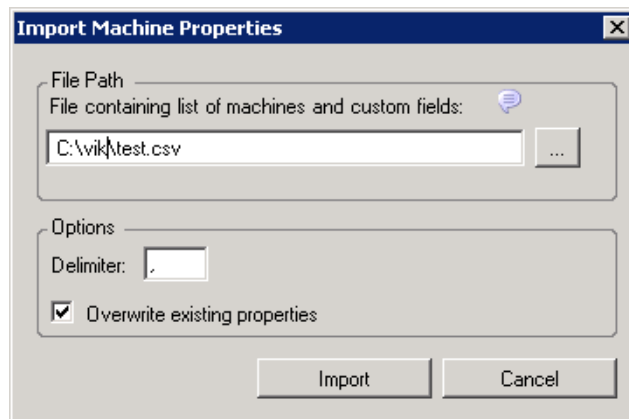 Import Machine Properties
File Path
File containing list of machines and custom fields:
C:\vik\test.csv
...
Options
Delimiter: ,
Overwrite existing properties
Import Cancel